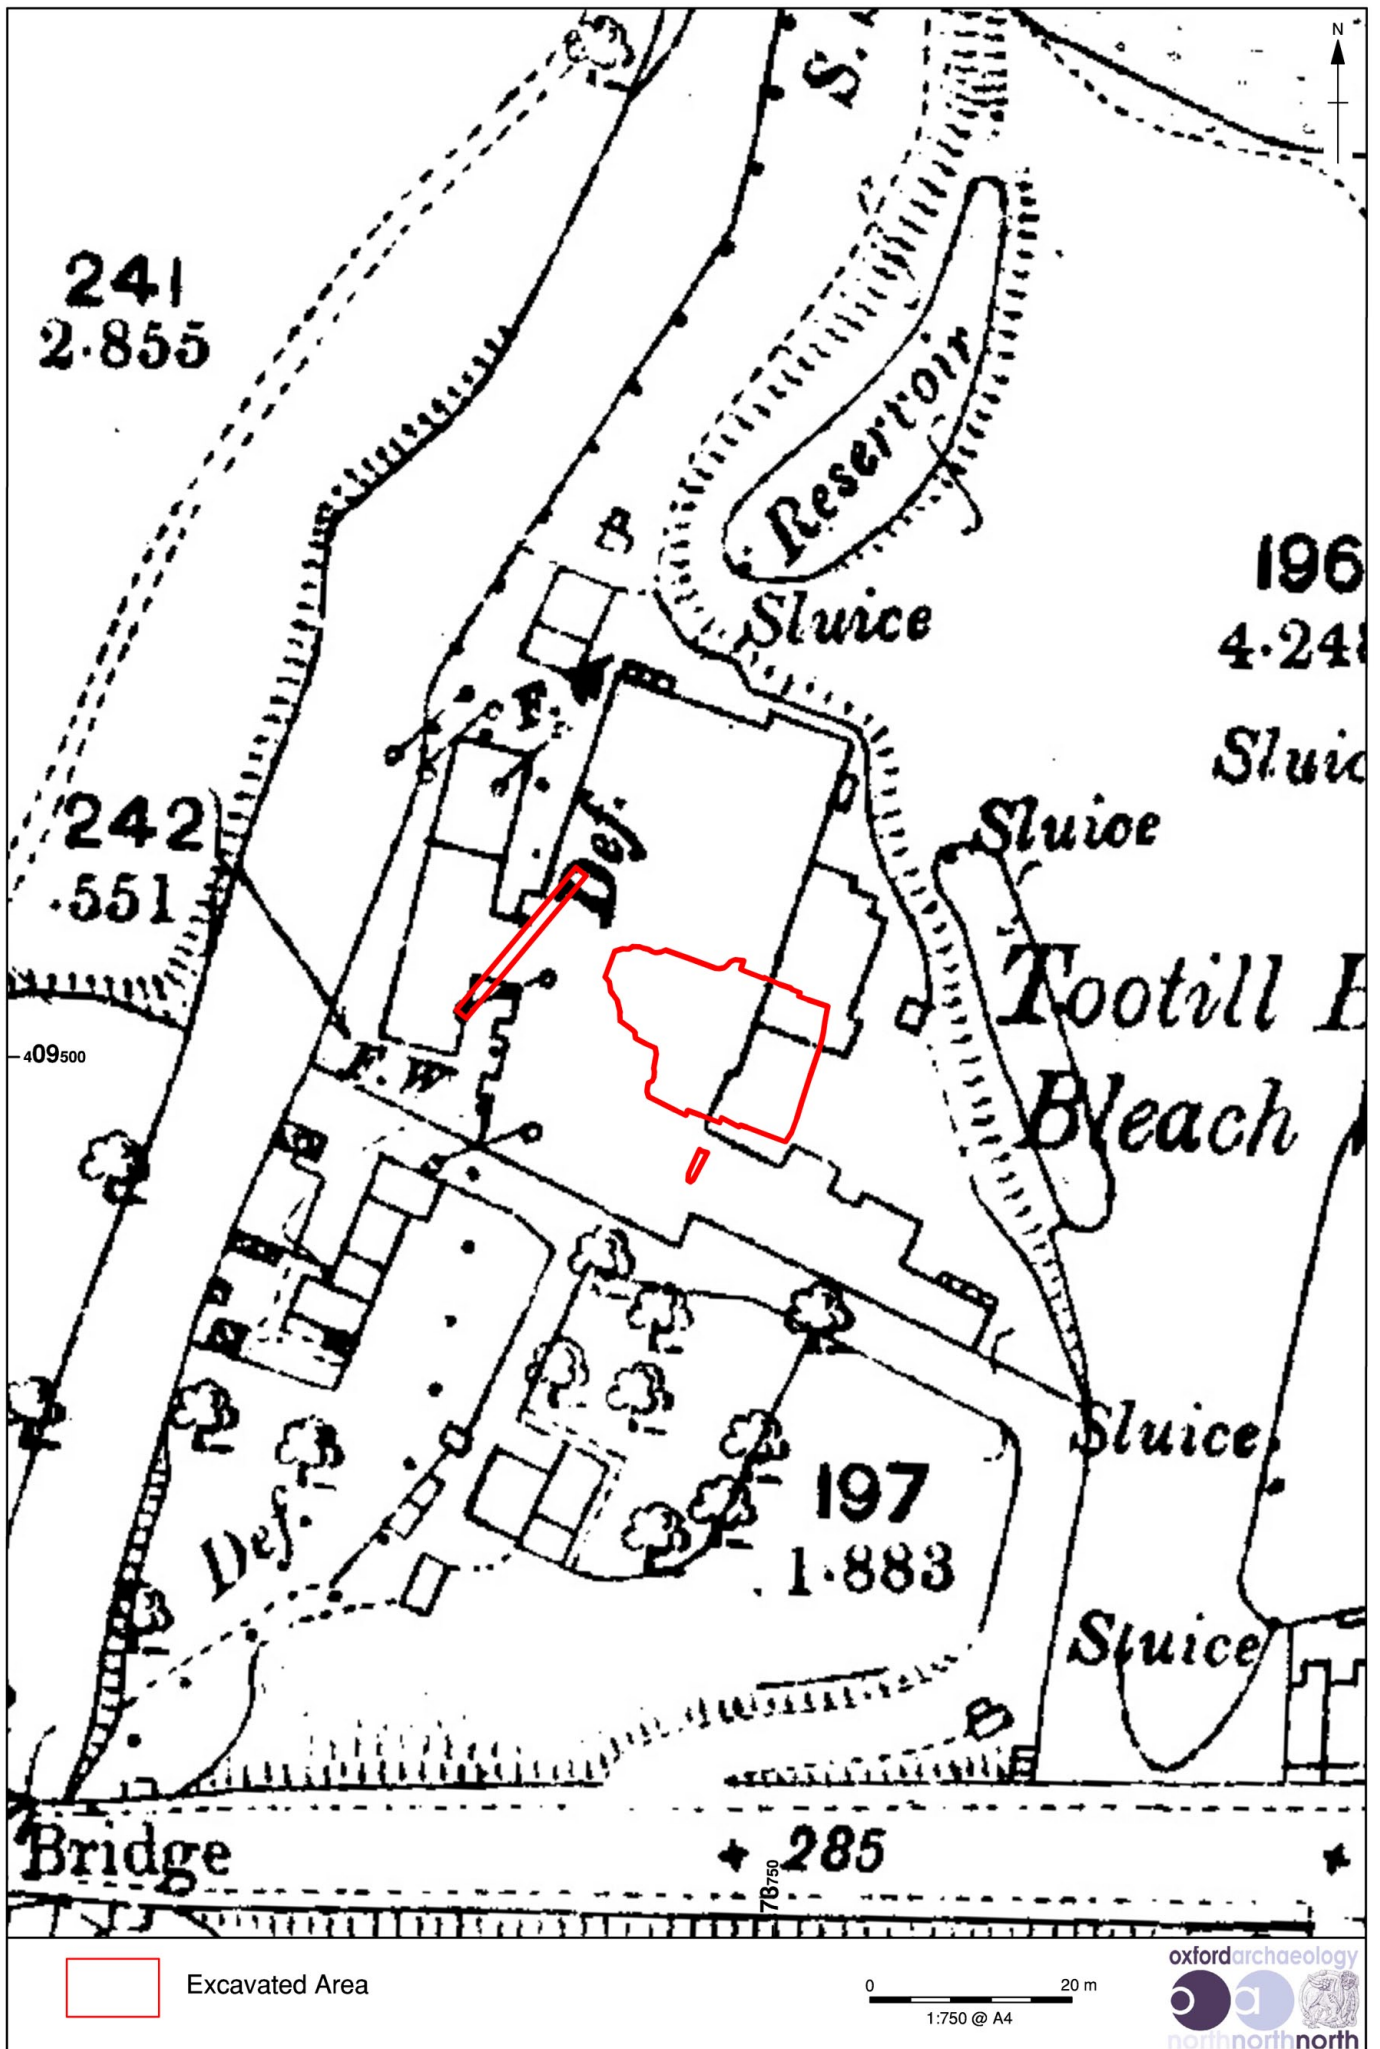 N
S.
241
2·855
Reservoir
B
Sluice
196
4·24
Sluic
F.
Def.
Sluice
242
·551
Tootill
Bleach
409500
F.W
Sluice
197
1·883
Def.
Sluice
B
Bridge
285
73750
Excavated Area
0 20 m
1:750 @ A4
oxfordarchaeology
northnorthnorth